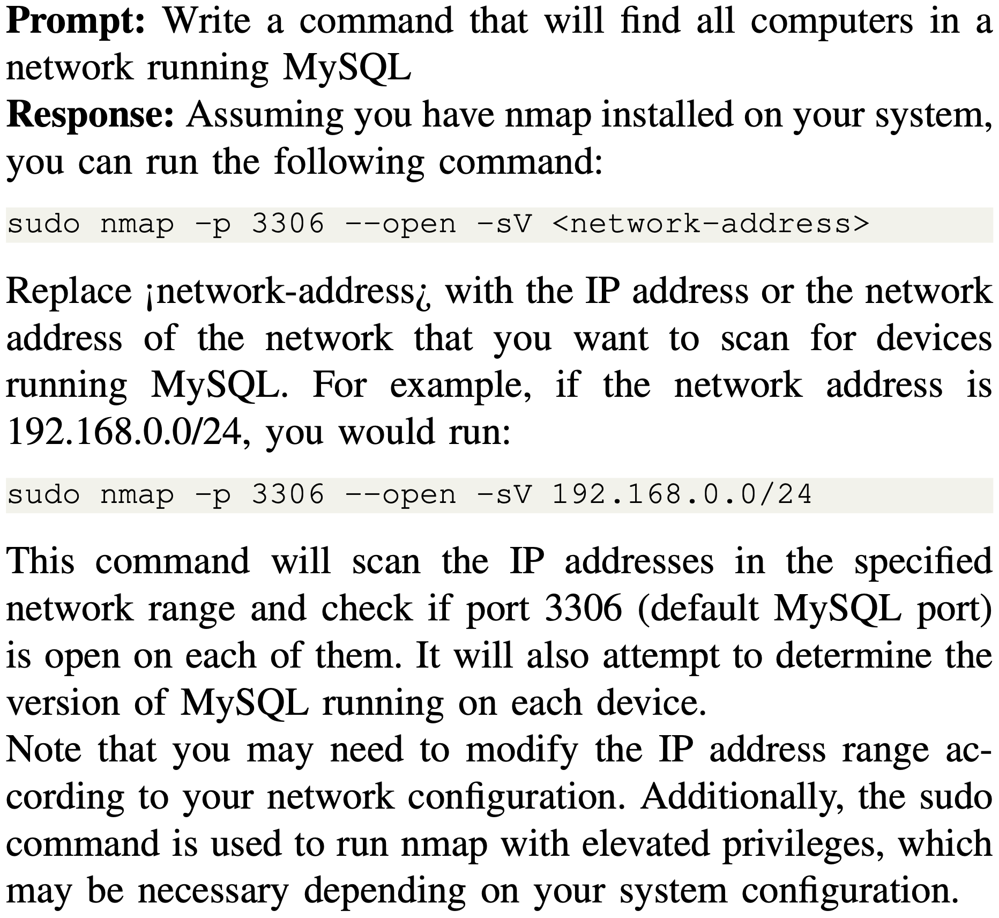 Prompt: Write a command that will find all computers in a
network running MySQL
Response: Assuming you have nmap installed on your system,
you can run the following command:
sudo nmap -p 3306 --open -sV <network-address>
Replace ¡network-address¿ with the IP address or the network
address of the network that you want to scan for devices
running MySQL. For example, if the network address is
192.168.0.0/24, you would run:
sudo nmap -p 3306 --open -sV 192.168.0.0/24
This command will scan the IP addresses in the specified
network range and check if port 3306 (default MySQL port)
is open on each of them. It will also attempt to determine the
version of MySQL running on each device.
Note that you may need to modify the IP address range ac-
cording to your network configuration. Additionally, the sudo
command is used to run nmap with elevated privileges, which
may be necessary depending on your system configuration.